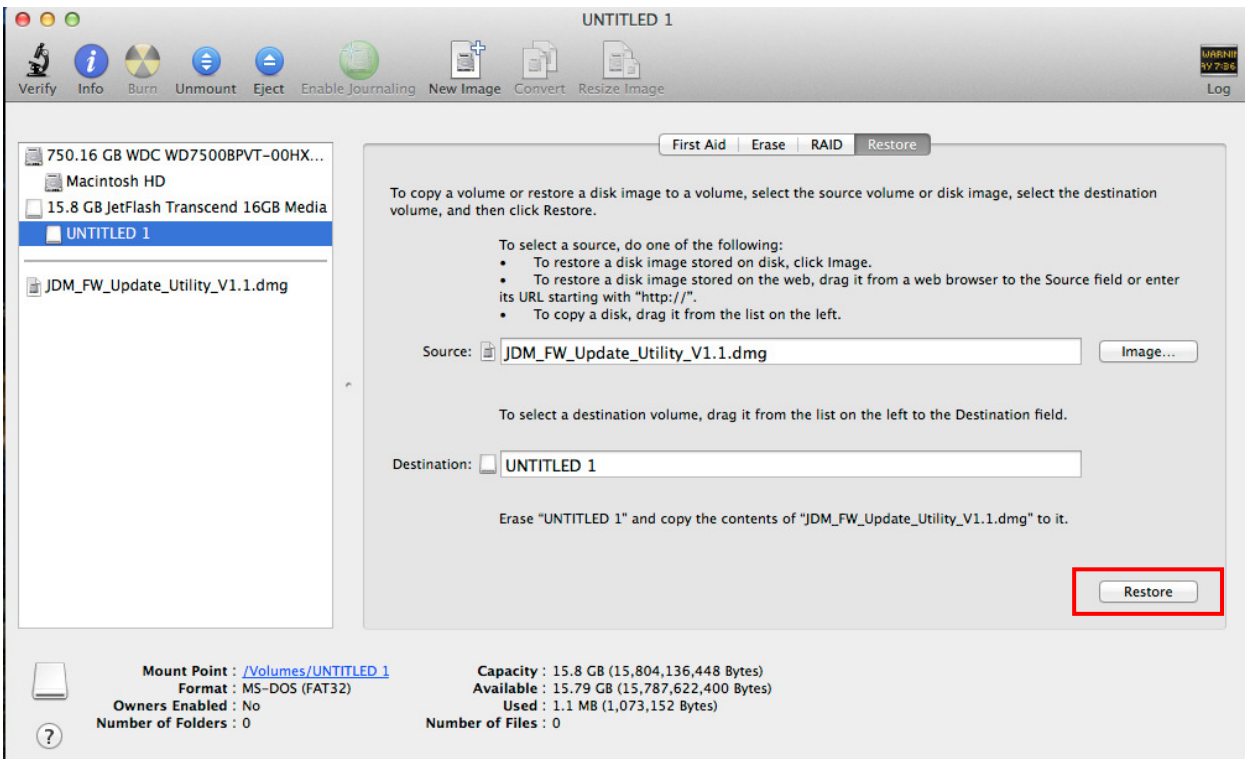 UNTITLED 1
Verify Info Burn Unmount Eject Enable Journaling New Image Convert Resize Image Log
WARNIN
AY 7:36
First Aid Erase RAID Restore
750.16 GB WDC WD7500BPVT-00HX...
Macintosh HD
15.8 GB JetFlash Transcend 16GB Media
UNTITLED 1
JDM_FW_Update_Utility_V1.1.dmg
To copy a volume or restore a disk image to a volume, select the source volume or disk image, select the destination
volume, and then click Restore.
To select a source, do one of the following:
• To restore a disk image stored on disk, click Image.
• To restore a disk image stored on the web, drag it from a web browser to the Source field or enter
its URL starting with “http://”.
• To copy a disk, drag it from the list on the left.
Source: JDM_FW_Update_Utility_V1.1.dmg Image...
To select a destination volume, drag it from the list on the left to the Destination field.
Destination: UNTITLED 1
Erase “UNTITLED 1” and copy the contents of “JDM_FW_Update_Utility_V1.1.dmg” to it.
Restore
Mount Point : /Volumes/UNTITLED 1 Capacity : 15.8 GB (15,804,136,448 Bytes)
Format : MS-DOS (FAT32) Available : 15.79 GB (15,787,622,400 Bytes)
Owners Enabled : No Used : 1.1 MB (1,073,152 Bytes)
Number of Folders : 0 Number of Files : 0
?